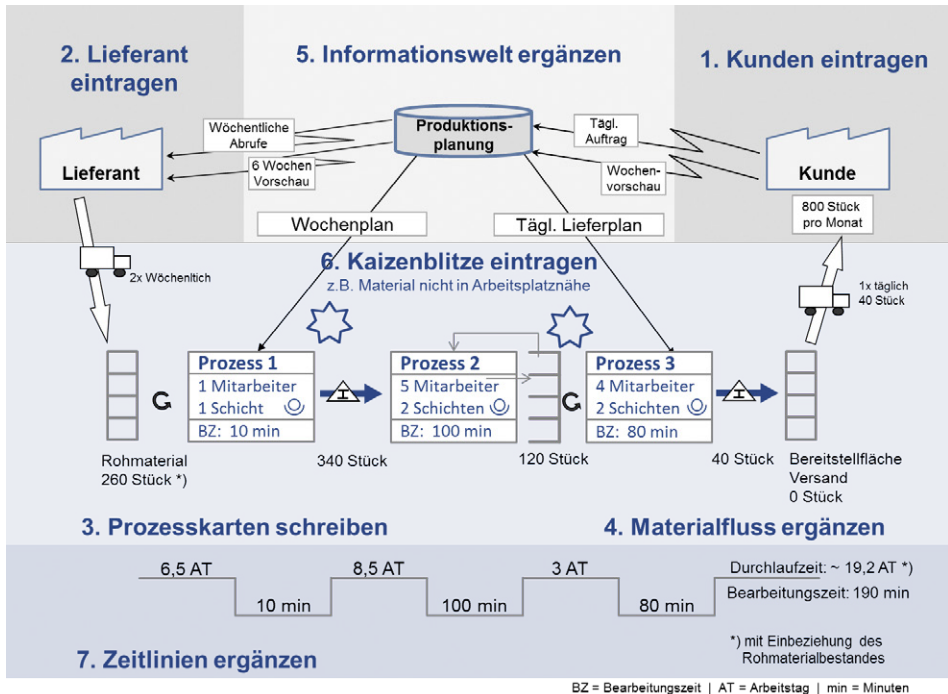 2. Lieferant
eintragen
5. Informationswelt ergänzen
1. Kunden eintragen
Wöchentliche
Abrufe
6 Wochen
Vorschau
Produktions-
planung
Tägl.
Auftrag
Wochen-
vorschau
Lieferant
Kunde
800 Stück
pro Monat
Wochenplan
Tägl. Lieferplan
2x Wöchenltich
6. Kaizenblitze eintragen
z.B. Material nicht in Arbeitsplatznähe
1x täglich
40 Stück
Prozess 1
1 Mitarbeiter
1 Schicht
BZ: 10 min
Prozess 2
5 Mitarbeiter
2 Schichten
BZ: 100 min
Prozess 3
4 Mitarbeiter
2 Schichten
BZ: 80 min
I
I
Rohmaterial
260 Stück *)
340 Stück
120 Stück
40 Stück
Bereitstellfläche
Versand
0 Stück
3. Prozesskarten schreiben
4. Materialfluss ergänzen
6,5 AT
10 min
8,5 AT
100 min
3 AT
80 min
Durchlaufzeit: ~ 19,2 AT *)
Bearbeitungszeit: 190 min
7. Zeitlinien ergänzen
*) mit Einbeziehung des
Rohmaterialbestandes
BZ = Bearbeitungszeit | AT = Arbeitstag | min = Minuten